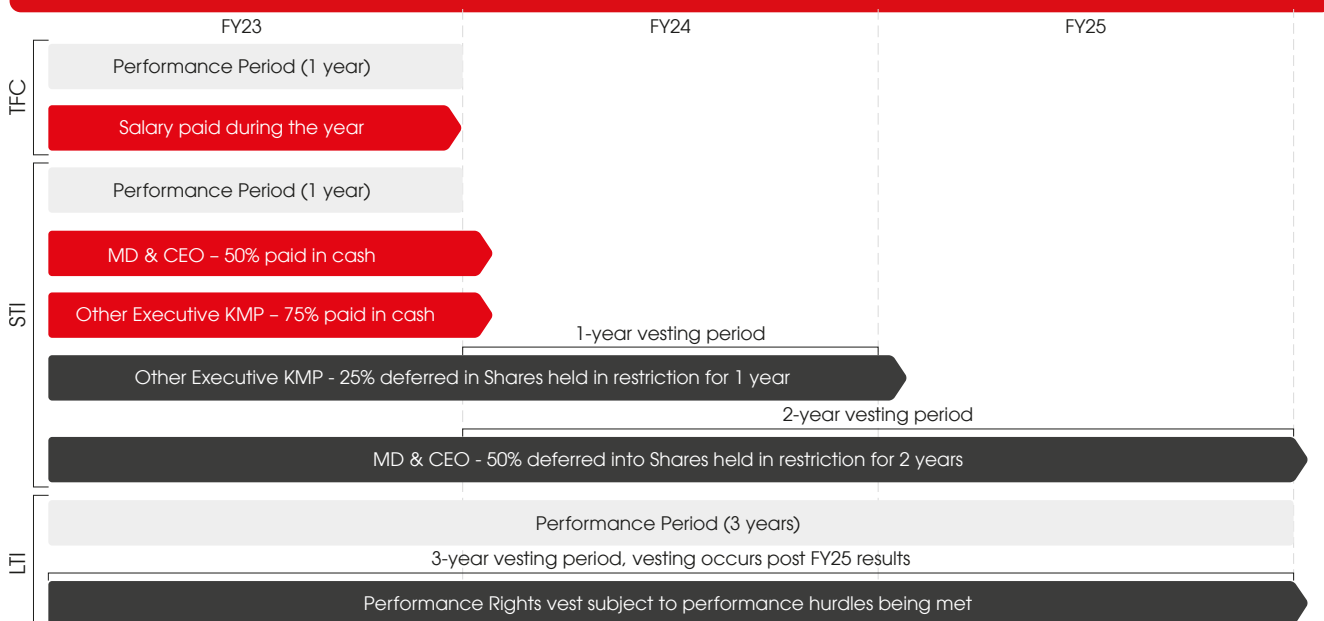 FY23
FY24
FY25
TFC
Performance Period (1 year)
Salary paid during the year
STI
Performance Period (1 year)
MD & CEO – 50% paid in cash
Other Executive KMP – 75% paid in cash
1-year vesting period
Other Executive KMP - 25% deferred in Shares held in restriction for 1 year
2-year vesting period
MD & CEO - 50% deferred into Shares held in restriction for 2 years
LTI
Performance Period (3 years)
3-year vesting period, vesting occurs post FY25 results
Performance Rights vest subject to performance hurdles being met